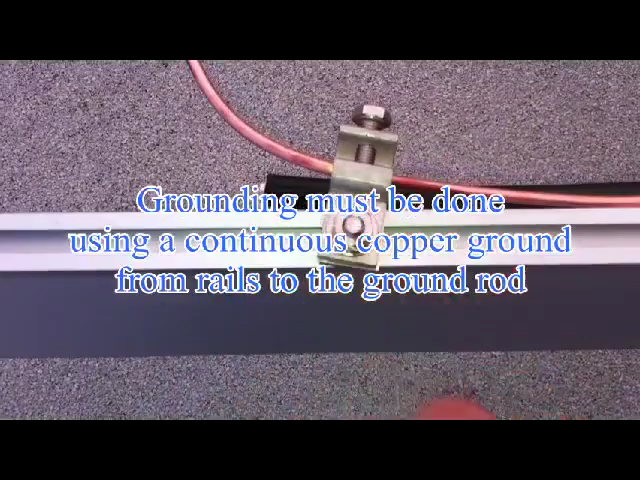 Grounding must be done
using a continuous copper ground
from rails to the ground rod